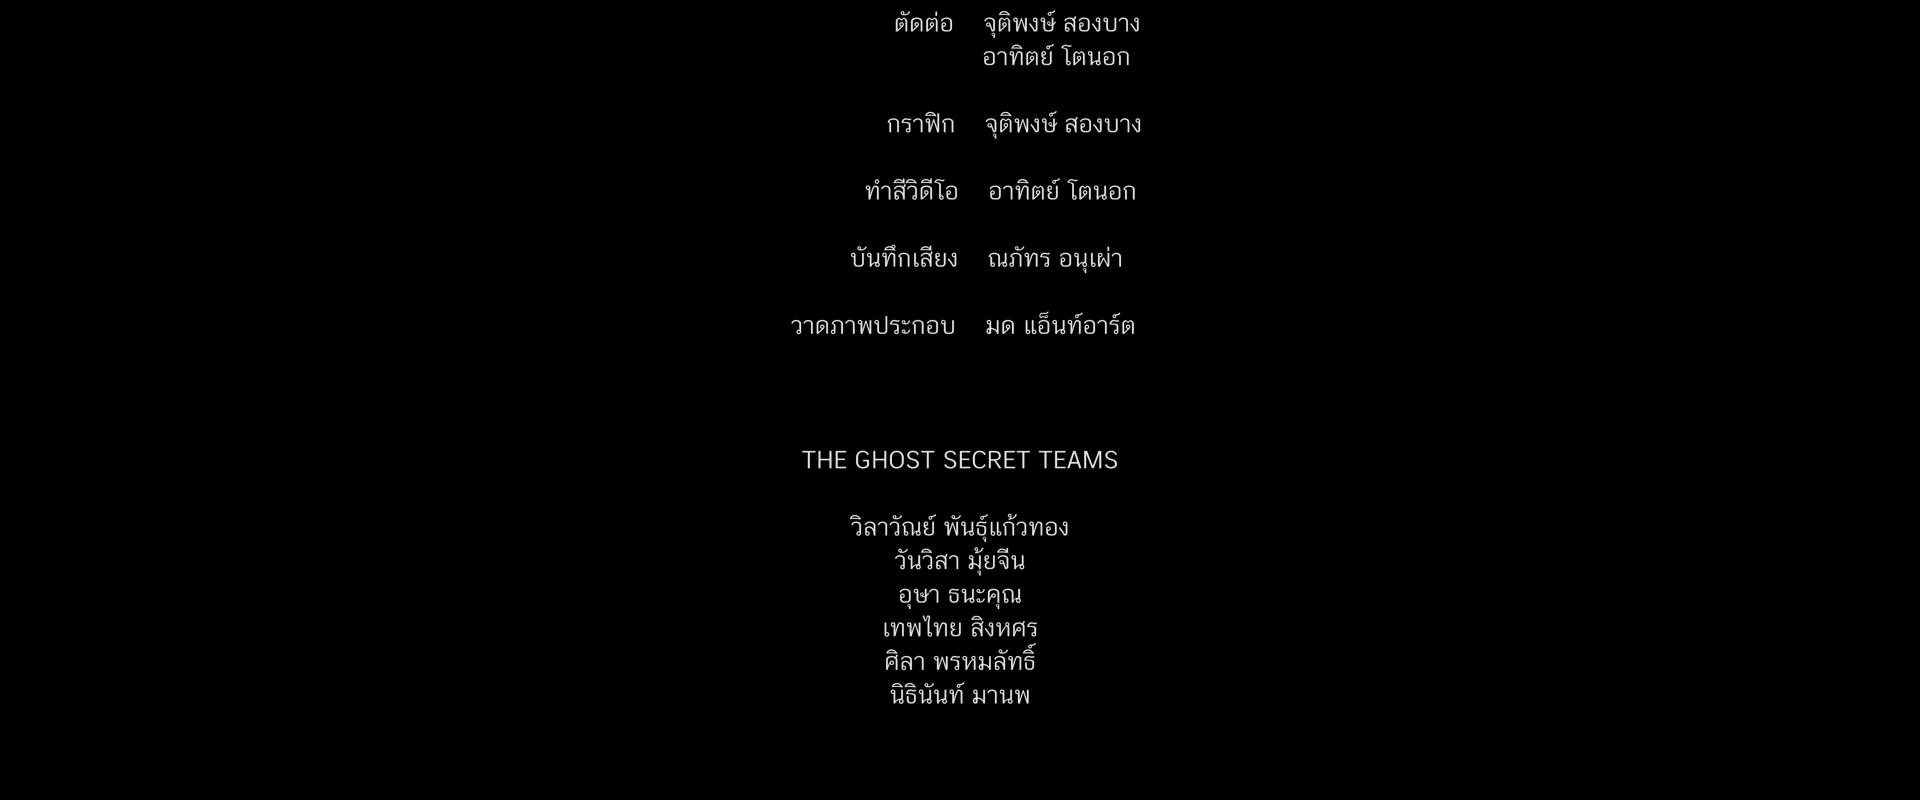 ตัดต่อ จุติพงษ์ สองบาง
อาทิตย์ โตนอก
กราฟิก จุติพงษ์ สองบาง
ทำสีวิดีโอ อาทิตย์ โตนอก
บันทึกเสียง ณภัทร อนุเผ่า
วาดภาพประกอบ มด แอ็นท์อาร์ต
THE GHOST SECRET TEAMS
วิลาวัณย์ พันธุ์แก้วทอง
วันวิสา มุ้ยจีน
อุษา ธนะคุณ
เทพไทย สิงหศร
ศิลา พรหมลัทธิ์
นิธินันท์ มานพ